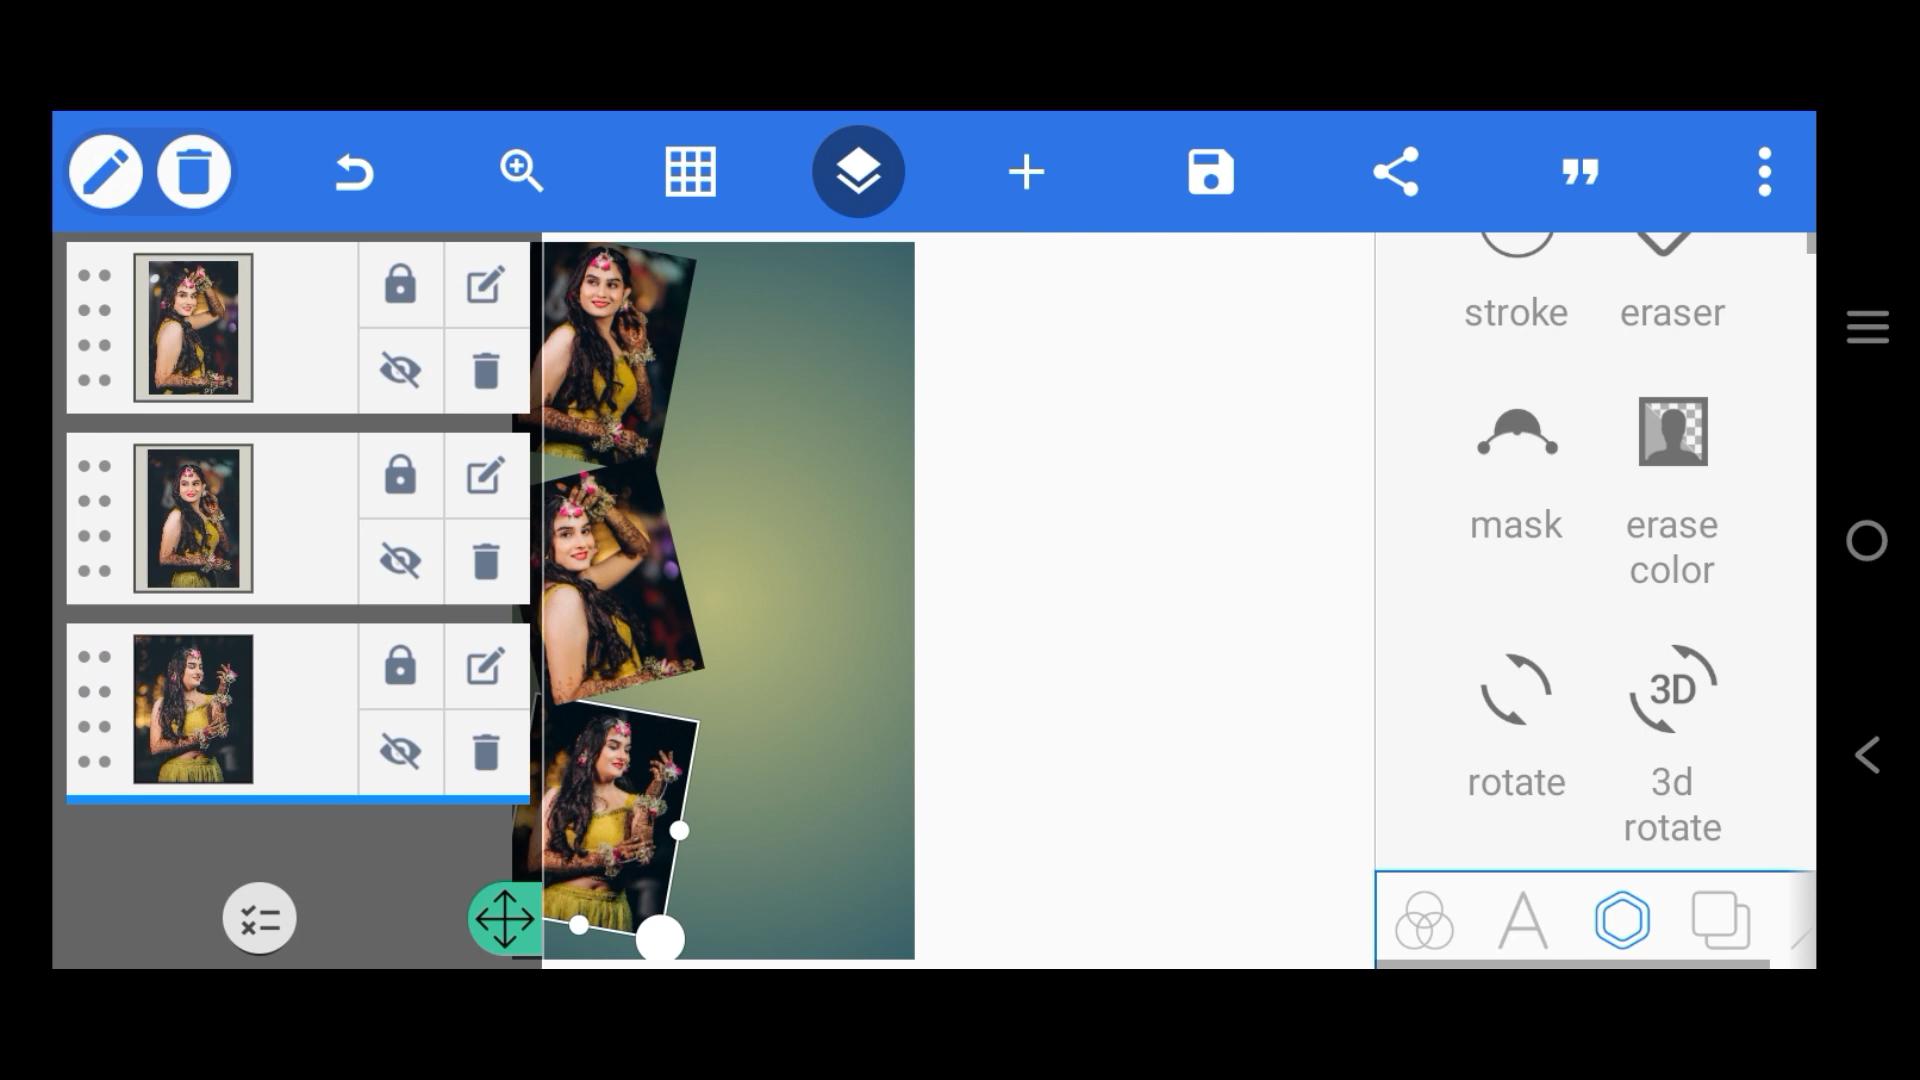 stroke
eraser
mask
erase
color
3D
rotate
3d
rotate